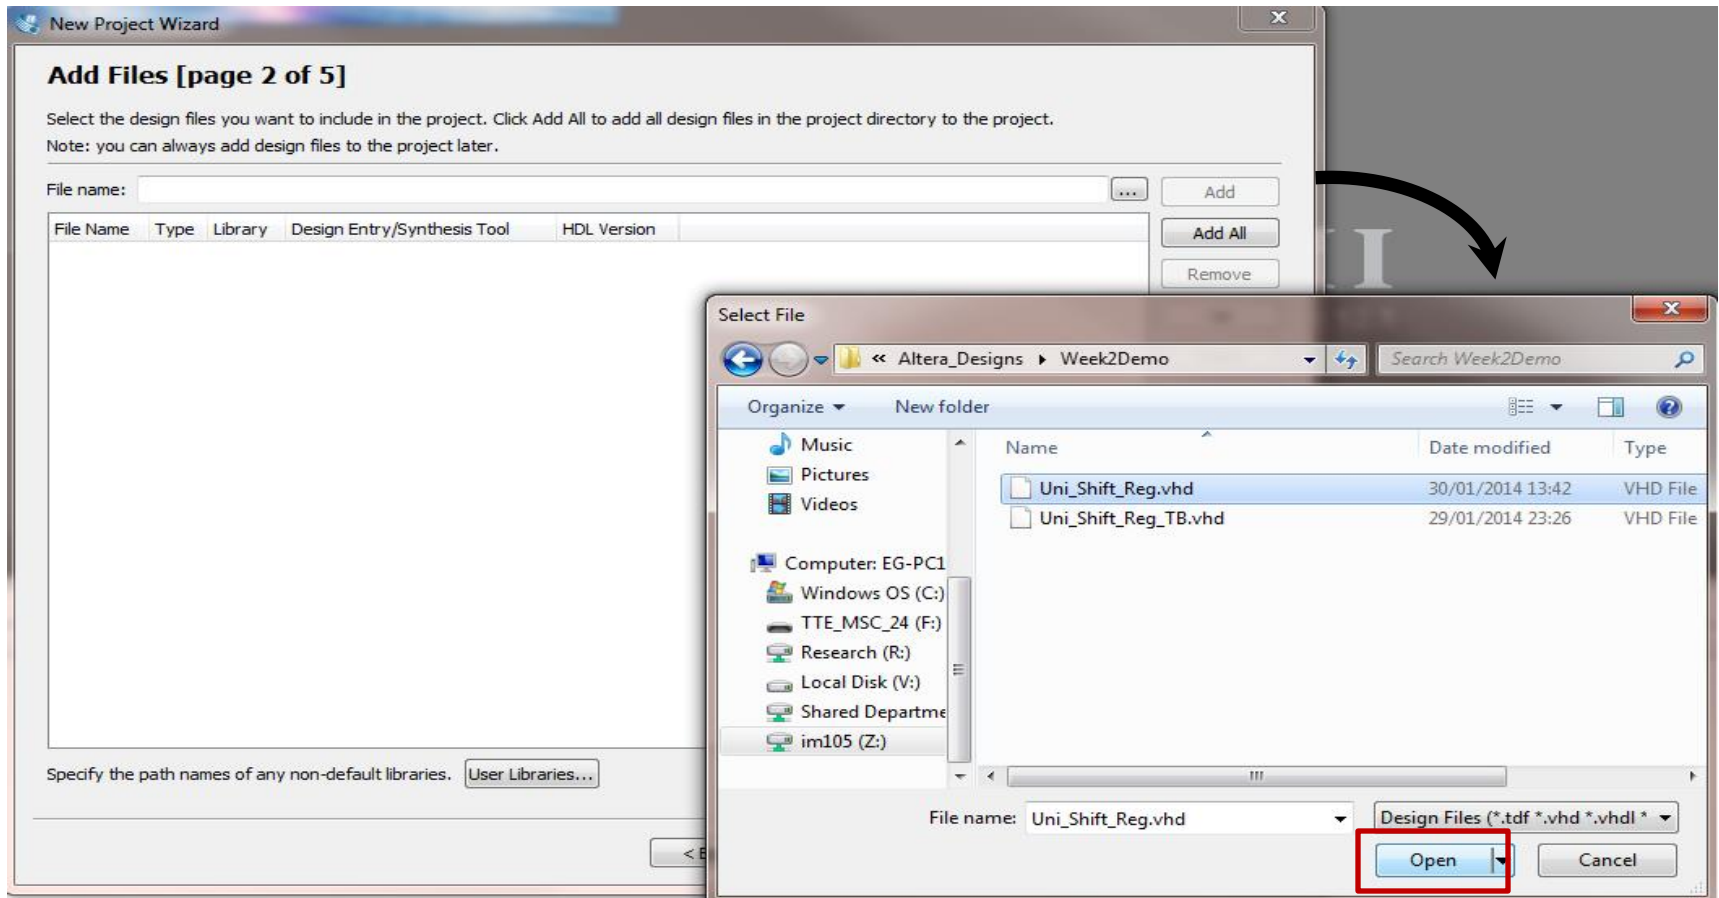 New Project Wizard
Add Files [page 2 of 5]
Select the design files you want to include in the project. Click Add All to add all design files in the project directory to the project.
Note: you can always add design files to the project later.
File name: ... Add
File Name Type Library Design Entry/Synthesis Tool HDL Version
Add All
Remove
Select File
« Altera_Designs Week2Demo Search Week2Demo
Organize New folder
Music
Pictures
Videos
Computer: EG-PC1
Windows OS (C:)
TTE_MSC_24 (F:)
Research (R:)
Local Disk (V:)
Shared Departme
im105 (Z:)
Name Date modified Type
Uni_Shift_Reg.vhd 30/01/2014 13:42 VHD File
Uni_Shift_Reg_TB.vhd 29/01/2014 23:26 VHD File
Specify the path names of any non-default libraries. User Libraries...
File name: Uni_Shift_Reg.vhd Design Files (*.tdf *.vhd *.vhdl *
< B
Open Cancel